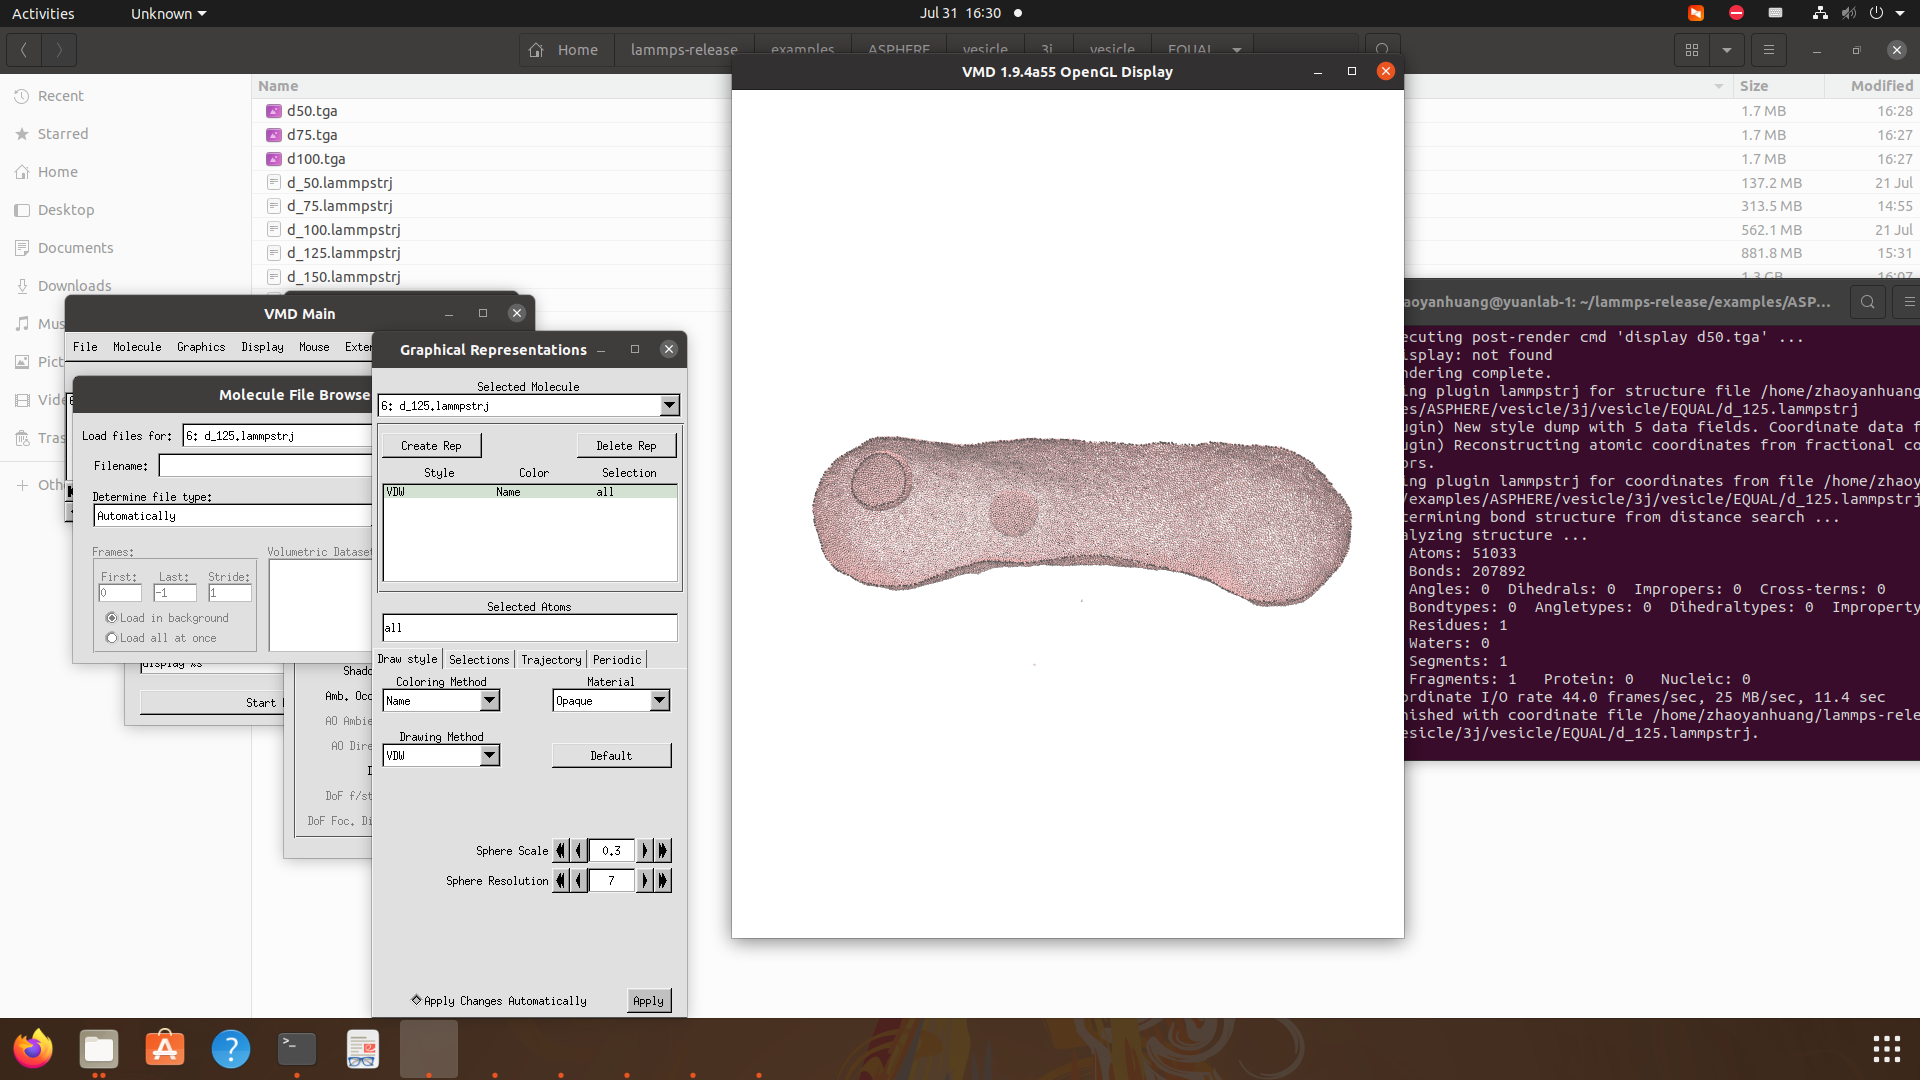 Activities
Unknown
Jul 31 16:30
Home
lammps-release
examples
ASPHERE
vesicle
3j
vesicle
EQUAL
Recent
Starred
Home
Desktop
Documents
Downloads
Name
Size
Modified
d50.tga
1.7 MB
16:28
d75.tga
1.7 MB
16:27
d100.tga
1.7 MB
16:27
d_50.lammpstrj
137.2 MB
21 Jul
d_75.lammpstrj
313.5 MB
14:55
d_100.lammpstrj
562.1 MB
21 Jul
d_125.lammpstrj
881.8 MB
15:31
d_150.lammpstrj
1.3 GB
16:07
VMD Main
File Molecule Graphics Display Mouse
Molecule File Browse
Load files for: 6: d_125.lammpstrj
Filename:
Determine file type:
Automatically
Frames:
First: Last: Stride:
0 -1 1
Load in background
Load all at once
Volumetric Dataset
display %s
Start
Amb. Occ
AO Ambie
AO Dire
DoF f/st
DoF Foc. Di
Graphical Representations
Selected Molecule
6: d_125.lammpstrj
Create Rep
Delete Rep
Style Color Selection
VDW Name all
Selected Atoms
all
Draw style Selections Trajectory Periodic
Coloring Method Material
Name Opaque
Drawing Method
VDW Default
Sphere Scale 0.3
Sphere Resolution 7
Apply Changes Automatically Apply
VMD 1.9.4a55 OpenGL Display
aoyanhuang@yuanlab-1: ~/lammps-release/examples/ASP...
ecuting post-render cmd 'display d50.tga' ...
isplay: not found
ndering complete.
ing plugin lammpstrj for structure file /home/zhaoyanhuang
es/ASPHERE/vesicle/3j/vesicle/EQUAL/d_125.lammpstrj
ugin) New style dump with 5 data fields. Coordinate data f
ugin) Reconstructing atomic coordinates from fractional co
ors.
ing plugin lammpstrj for coordinates from file /home/zhaoy
/examples/ASPHERE/vesicle/3j/vesicle/EQUAL/d_125.lammpstrj
termining bond structure from distance search ...
alyzing structure ...
Atoms: 51033
Bonds: 207892
Angles: 0 Dihedrals: 0 Impropers: 0 Cross-terms: 0
Bondtypes: 0 Angletypes: 0 Dihedraltypes: 0 Improperty
Residues: 1
Waters: 0
Segments: 1
Fragments: 1 Protein: 0 Nucleic: 0
ordinate I/O rate 44.0 frames/sec, 25 MB/sec, 11.4 sec
nished with coordinate file /home/zhaoyanhuang/lammps-rele
esicle/3j/vesicle/EQUAL/d_125.lammpstrj.